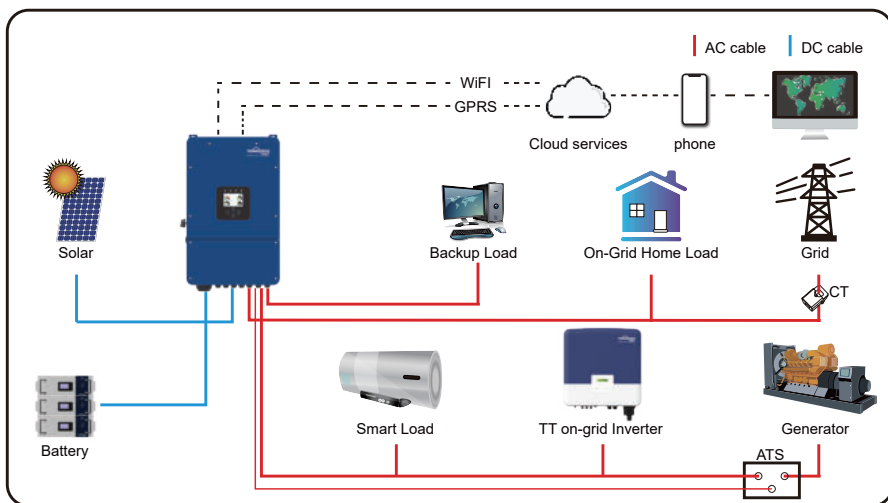 AC cable
DC cable
WiFI
GPRS
Cloud services
phone
Solar
Backup Load
On-Grid Home Load
Grid
CT
Battery
Smart Load
TT on-grid Inverter
Generator
ATS